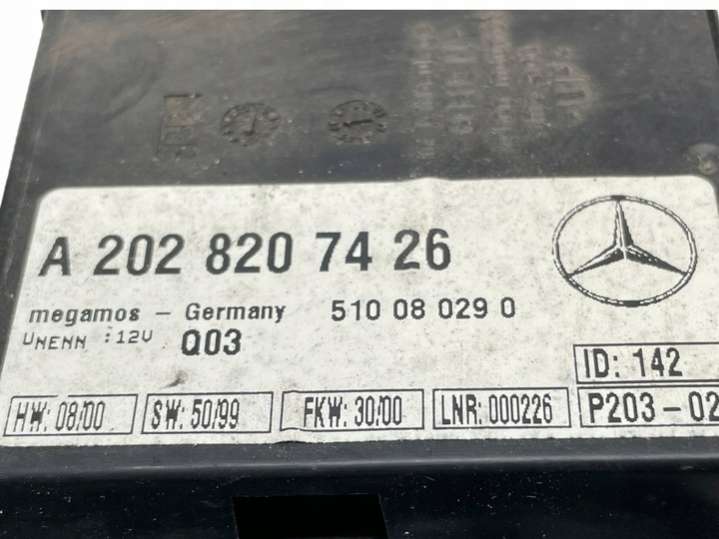 A 202 820 74 26
megamos - Germany 510 08 029 0
UNENN :12V Q03
ID: 142
HW: 08/00 SW: 50/99 FKW: 30/00 LNR: 000226 P203-02